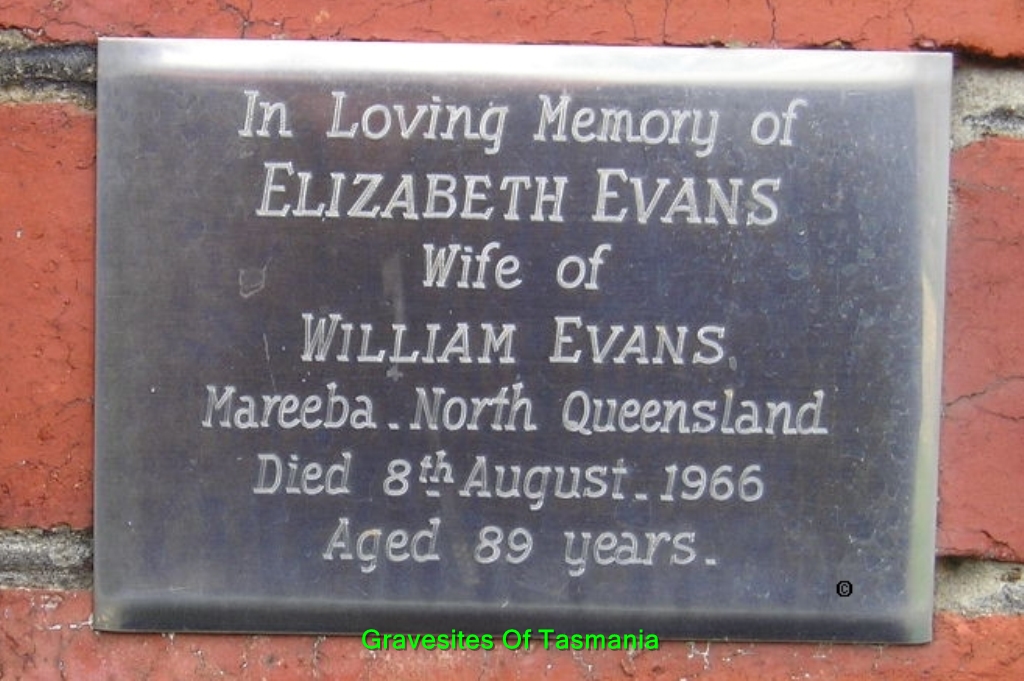 In Loving Memory of
ELIZABETH EVANS
Wife of
WILLIAM EVANS.
Mareeba. North Queensland
Died 8th August. 1966
Aged 89 years.
©
Gravesites Of Tasmania